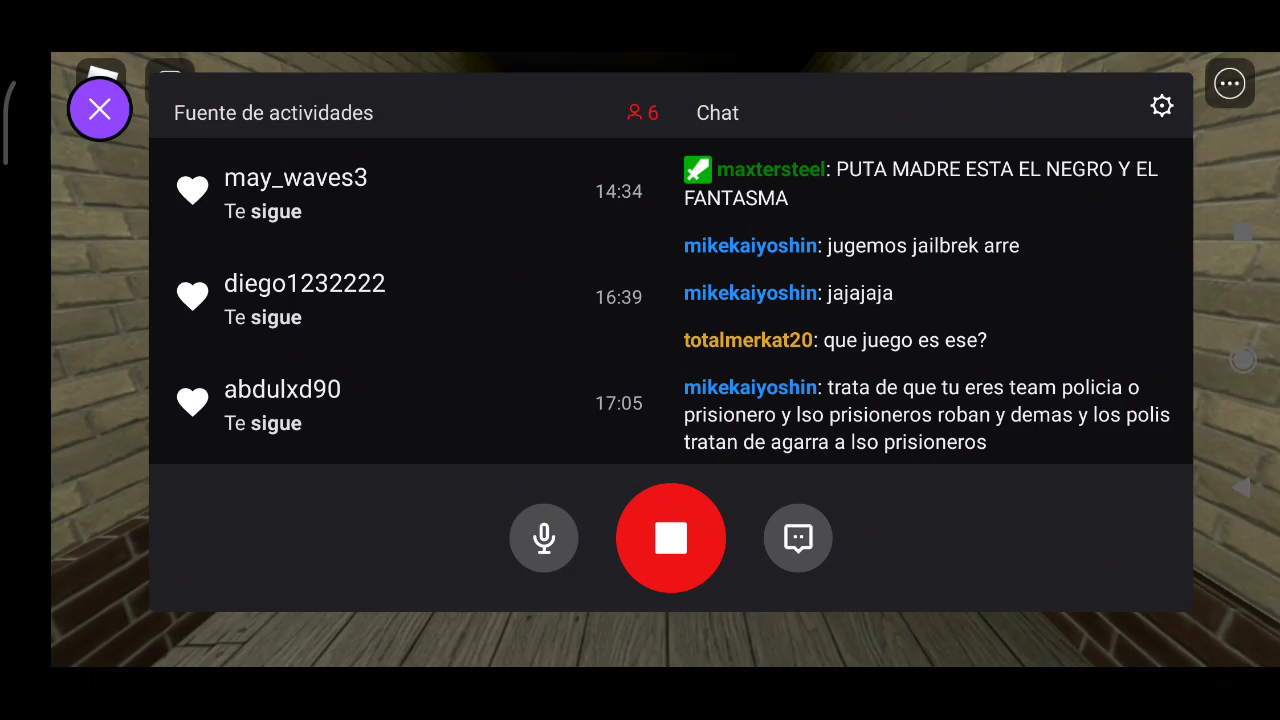 Fuente de actividades
6
Chat
may_waves3
Te sigue
14:34
diego1232222
Te sigue
16:39
abdulxd90
Te sigue
17:05
maxtersteel: PUTA MADRE ESTA EL NEGRO Y EL
FANTASMA
mikekaiyoshin: jugemos jailbrek arre
mikekaiyoshin: jajajaja
totalmerkat20: que juego es ese?
mikekaiyoshin: trata de que tu eres team policia o
prisionero y lso prisioneros roban y demas y los polis
tratan de agarra a lso prisioneros